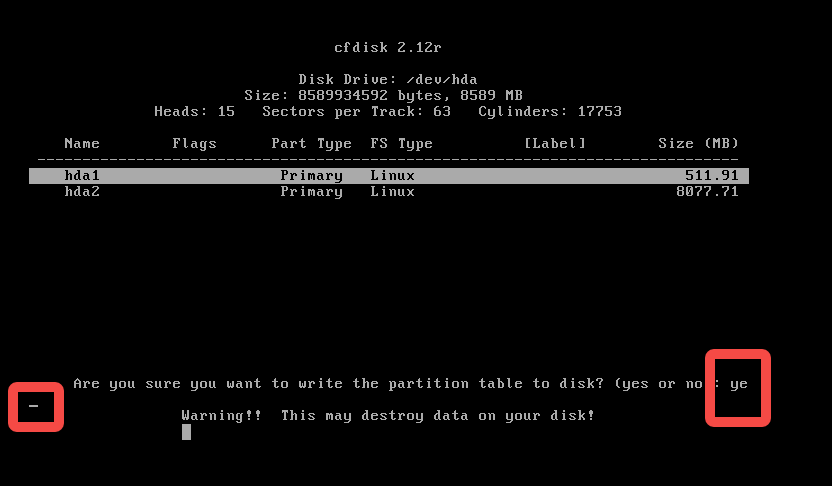 cfdisk 2.12r
Disk Drive: /dev/hda
Size: 8589934592 bytes, 8589 MB
Heads: 15   Sectors per Track: 63   Cylinders: 17753
Name   Flags   Part Type   FS Type   [Label]   Size (MB)
hda1   Primary   Linux   511.91
hda2   Primary   Linux   8077.71
Are you sure you want to write the partition table to disk? (yes or no): ye
Warning!!  This may destroy data on your disk!